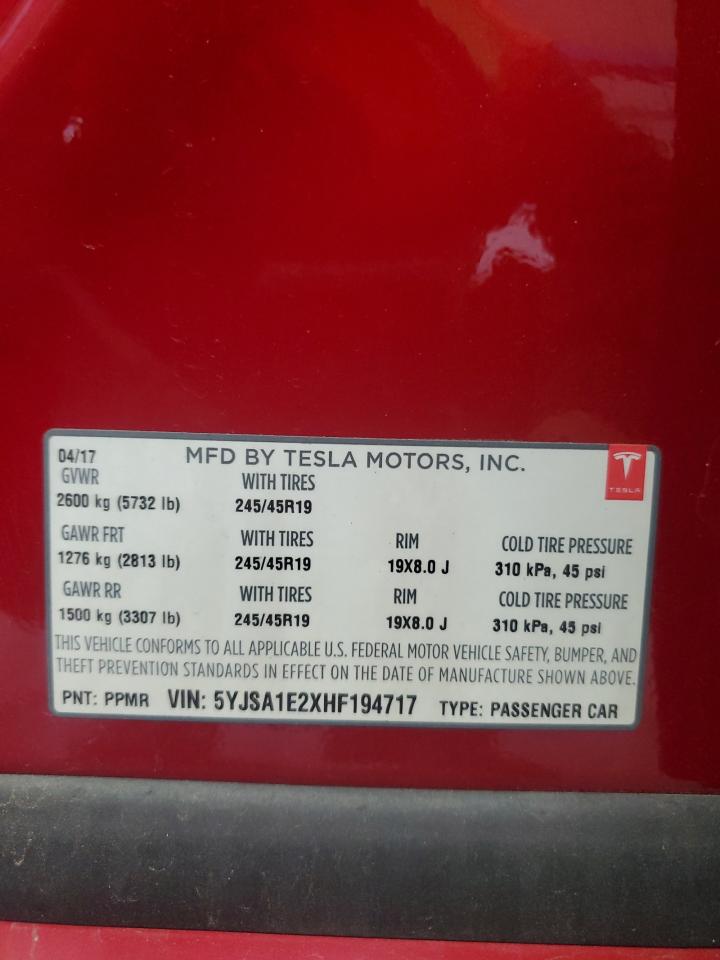 04/17 MFD BY TESLA MOTORS, INC.
TESLA
GVWR WITH TIRES
2600 kg (5732 lb) 245/45R19
GAWR FRT WITH TIRES RIM COLD TIRE PRESSURE
1276 kg (2813 lb) 245/45R19 19X8.0 J 310 kPa, 45 psi
GAWR RR WITH TIRES RIM COLD TIRE PRESSURE
1500 kg (3307 lb) 245/45R19 19X8.0 J 310 kPa, 45 psi
THIS VEHICLE CONFORMS TO ALL APPLICABLE U.S. FEDERAL MOTOR VEHICLE SAFETY, BUMPER, AND
THEFT PREVENTION STANDARDS IN EFFECT ON THE DATE OF MANUFACTURE SHOWN ABOVE.
PNT: PPMR VIN: 5YJSA1E2XHF194717 TYPE: PASSENGER CAR